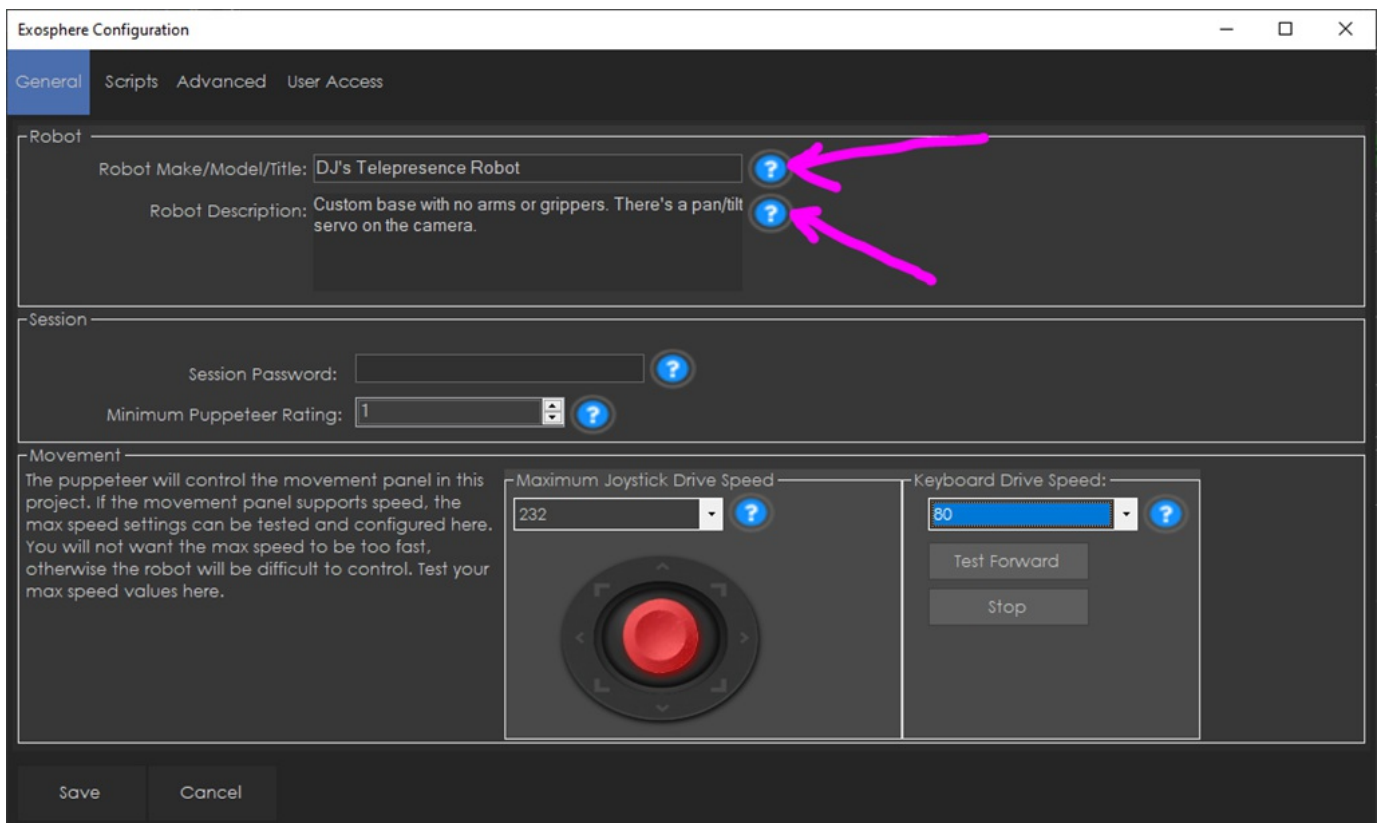 Exosphere Configuration
General Scripts Advanced User Access
Robot
Robot Make/Model/Title: DJ's Telepresence Robot ?
Robot Description: Custom base with no arms or grippers. There's a pan/tilt ?
servo on the camera.
Session
Session Password: ?
Minimum Puppeteer Rating: 1 ?
Movement
The puppeteer will control the movement panel in this
project. If the movement panel supports speed, the
max speed settings can be tested and configured here.
You will not want the max speed to be too fast,
otherwise the robot will be difficult to control. Test your
max speed values here.
Maximum Joystick Drive Speed
232 ?
Keyboard Drive Speed:
80 ?
Test Forward
Stop
Save Cancel